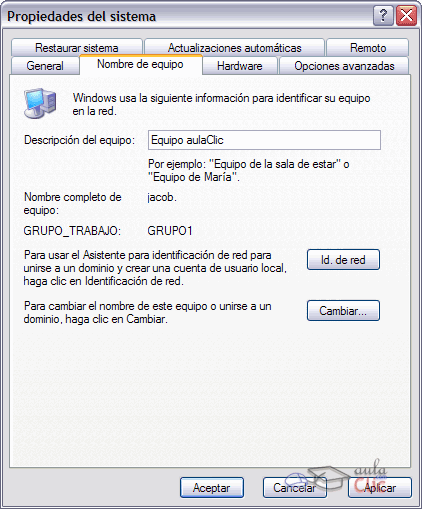 Propiedades del sistema
Restaurar sistema
Actualizaciones automáticas
Remoto
General
Nombre de equipo
Hardware
Opciones avanzadas
Windows usa la siguiente información para identificar su equipo
en la red.
Descripción del equipo:
Equipo aulaClic
Por ejemplo: "Equipo de la sala de estar" o
"Equipo de María".
Nombre completo de
equipo:
jacob.
GRUPO_TRABAJO:
GRUPO1
Para usar el Asistente para identificación de red para
unirse a un dominio y crear una cuenta de usuario local,
haga clic en Identificación de red.
Id. de red
Para cambiar el nombre de este equipo o unirse a un
dominio, haga clic en Cambiar.
Cambiar...
Aceptar
Cancelar
Aplicar
aula
Clic